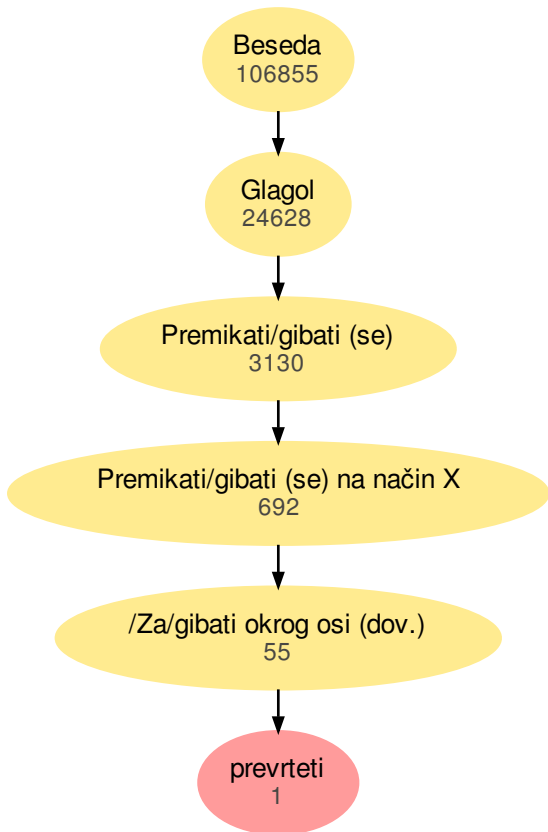 Beseda
106855
Glagol
24628
Premikati/gibati (se)
3130
Premikati/gibati (se) na način X
692
/Za/gibati okrog osi (dov.)
55
prevrteti
1